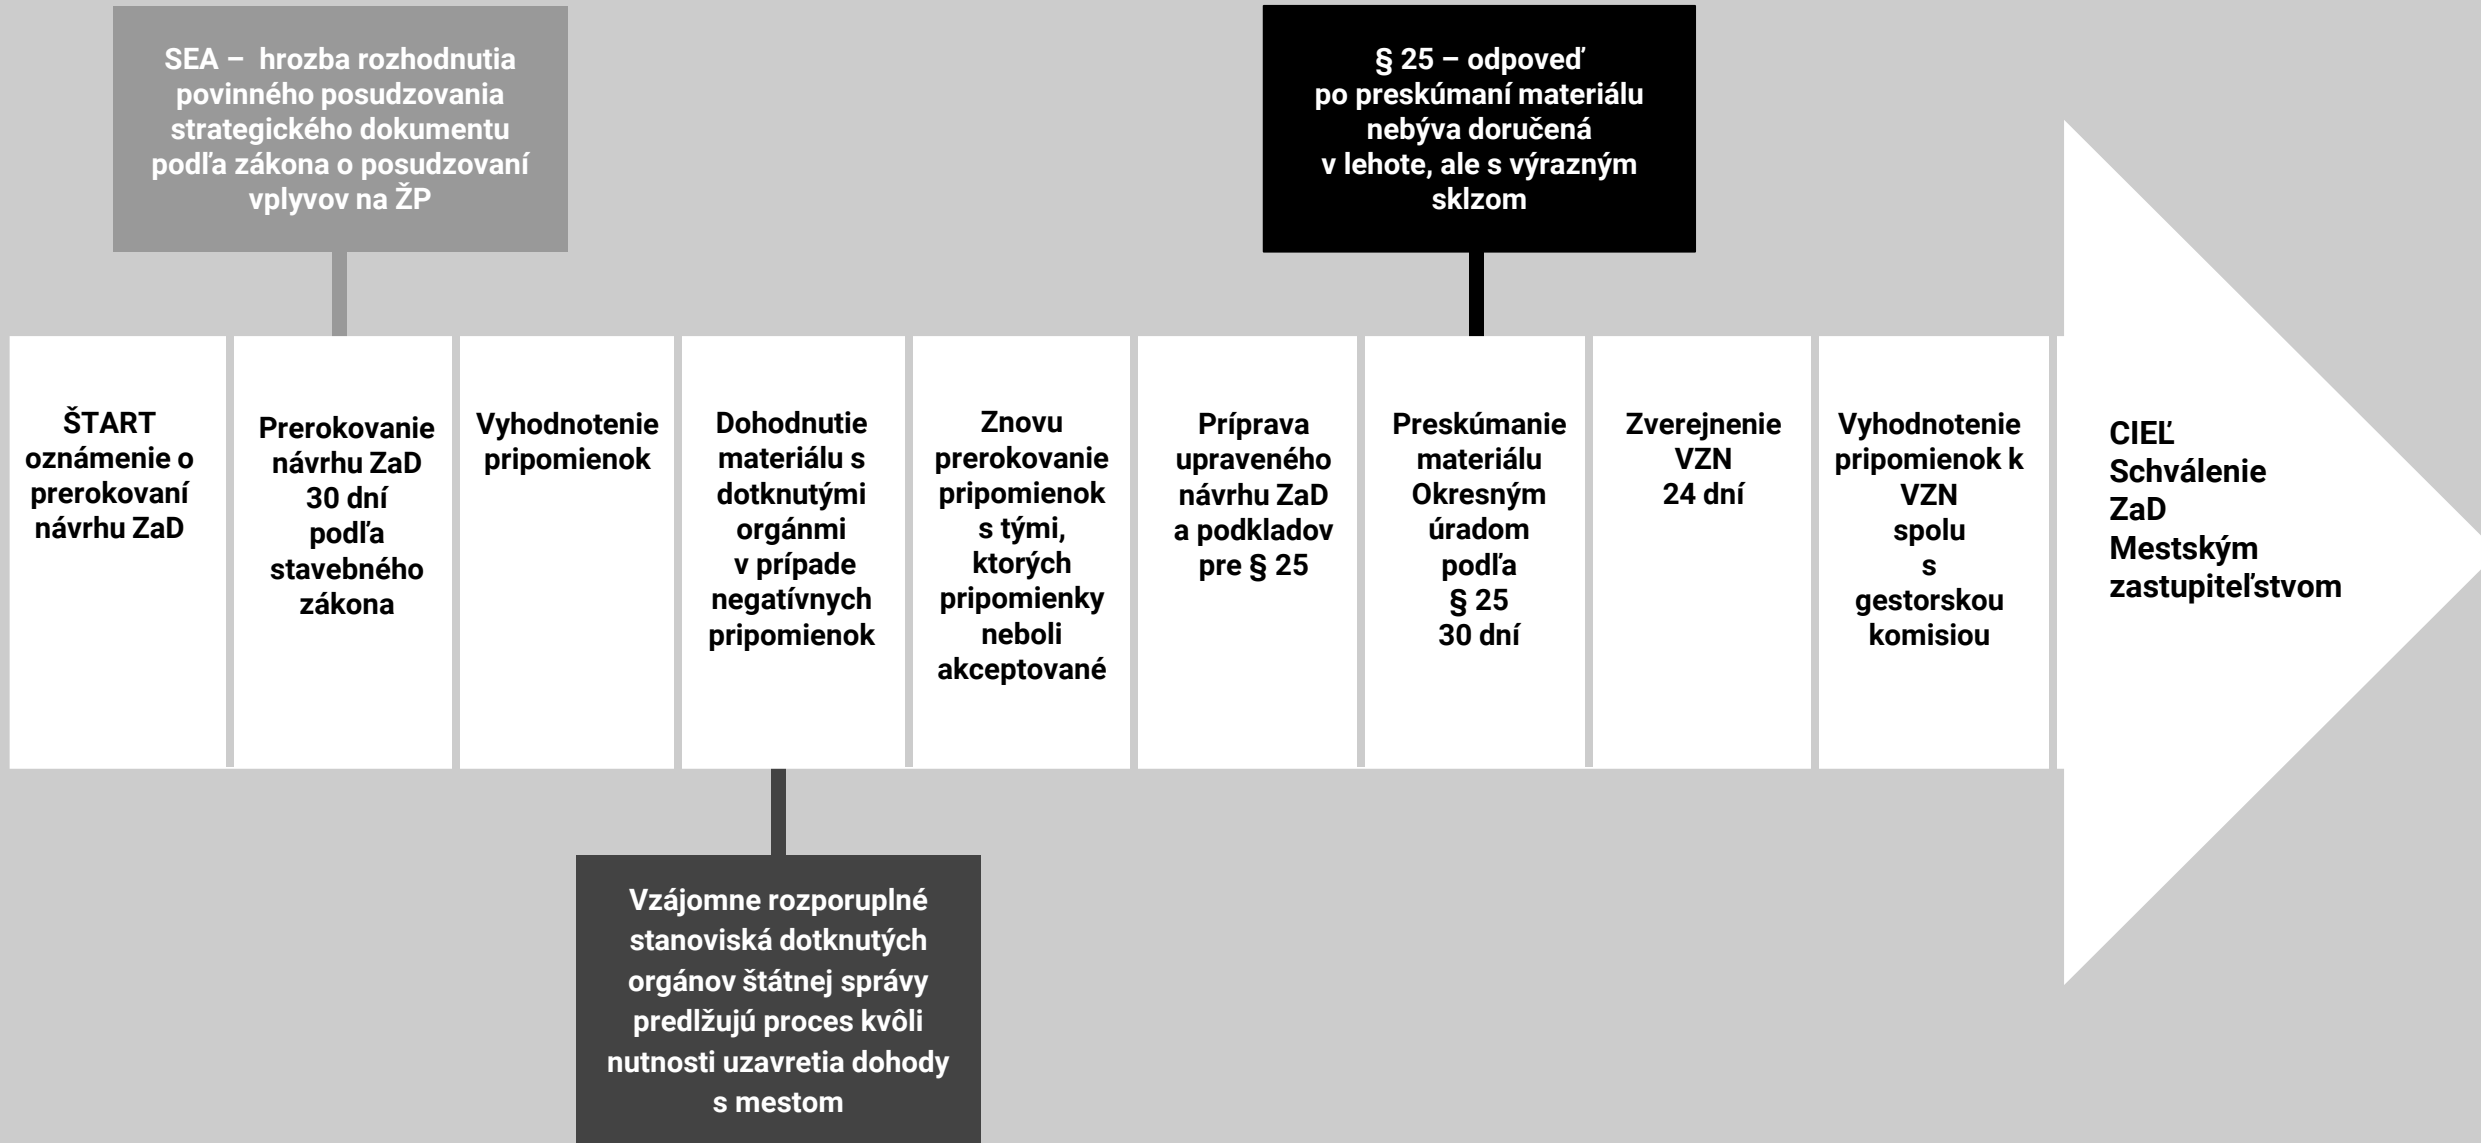 SEA – hrozba rozhodnutia
povinného posudzovania
strategického dokumentu
podľa zákona o posudzovaní
vplyvov na ŽP
§ 25 – odpoveď
po preskúmaní materiálu
nebýva doručená
v lehote, ale s výrazným
sklzom
ŠTART
oznámenie o
prerokovaní
návrhu ZaD
Prerokovanie
návrhu ZaD
30 dní
podľa
stavebného
zákona
Vyhodnotenie
pripomienok
Dohodnutie
materiálu s
dotknutými
orgánmi
v prípade
negatívnych
pripomienok
Znovu
prerokovanie
pripomienok
s tými,
ktorých
pripomienky
neboli
akceptované
Príprava
upraveného
návrhu ZaD
a podkladov
pre § 25
Preskúmanie
materiálu
Okresným
úradom
podľa
§ 25
30 dní
Zverejnenie
VZN
24 dní
Vyhodnotenie
pripomienok k
VZN
spolu
s
gestorskou
komisiou
CIEĽ
Schválenie
ZaD
Mestským
zastupiteľstvom
Vzájomne rozporuplné
stanoviská dotknutých
orgánov štátnej správy
predlžujú proces kvôli
nutnosti uzavretia dohody
s mestom